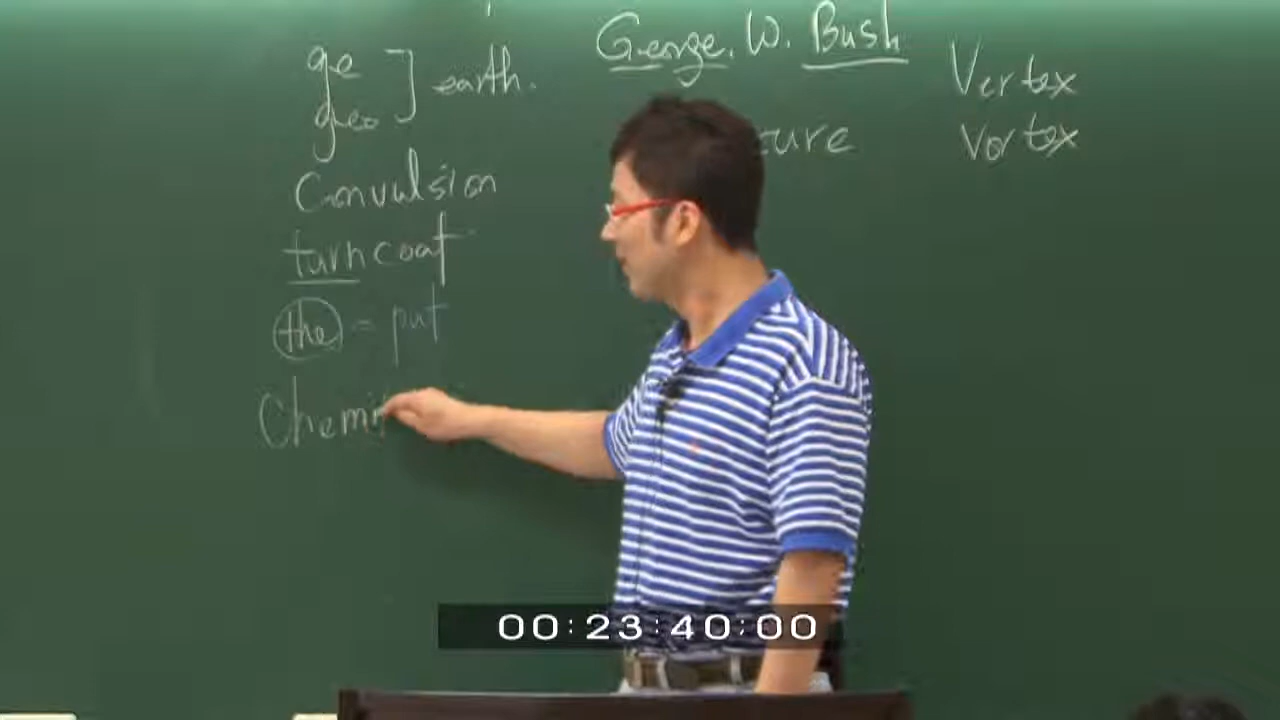 ge
geo ] earth.
Convulsion
turncoat
the = put
Chemi
George. W. Bush
ture
Vertex
Vortex
00:23:40:00